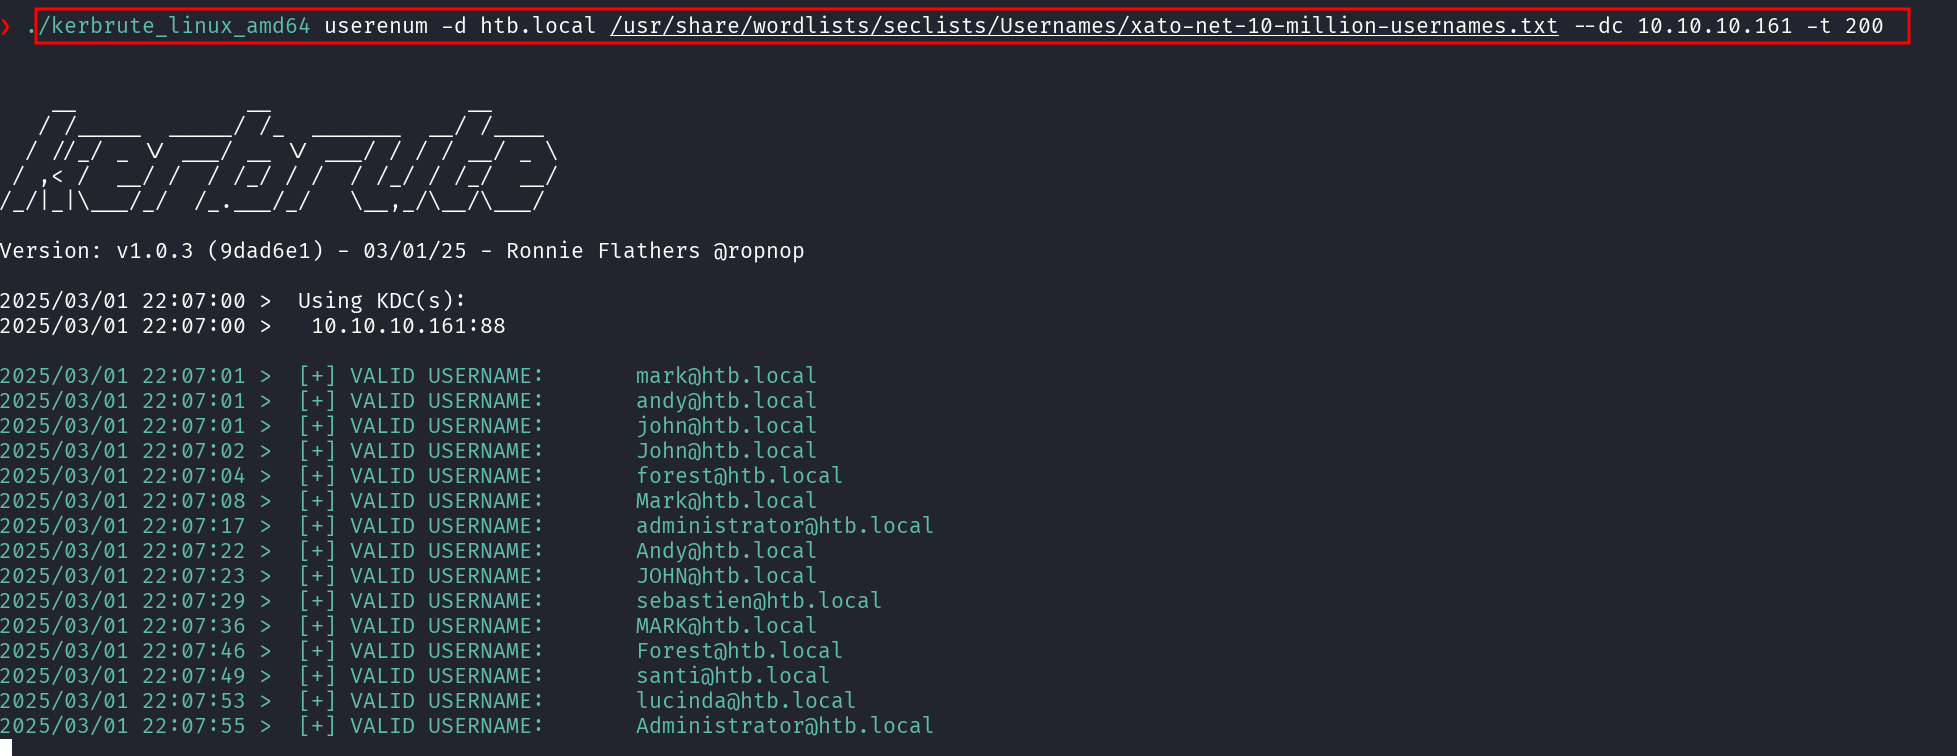 ❯ ./kerbrute_linux_amd64 userenum -d htb.local /usr/share/wordlists/seclists/Usernames/xato-net-10-million-usernames.txt --dc 10.10.10.161 -t 200
    __             __               __
   / /_____  _____/ /_  _______  __/ /____
  / //_/ _ \/ ___/ __ \/ ___/ / / / __/ _ \
 / ,< /  __/ /  / /_/ / /  / /_/ / /_/  __/
/_/|_|\___/_/  /_.___/_/   \__,_/\__/\___/
Version: v1.0.3 (9dad6e1) - 03/01/25 - Ronnie Flathers @ropnop
2025/03/01 22:07:00 >  Using KDC(s):
2025/03/01 22:07:00 >   10.10.10.161:88
2025/03/01 22:07:01 >  [+] VALID USERNAME:       mark@htb.local
2025/03/01 22:07:01 >  [+] VALID USERNAME:       andy@htb.local
2025/03/01 22:07:01 >  [+] VALID USERNAME:       john@htb.local
2025/03/01 22:07:02 >  [+] VALID USERNAME:       John@htb.local
2025/03/01 22:07:04 >  [+] VALID USERNAME:       forest@htb.local
2025/03/01 22:07:08 >  [+] VALID USERNAME:       Mark@htb.local
2025/03/01 22:07:17 >  [+] VALID USERNAME:       administrator@htb.local
2025/03/01 22:07:22 >  [+] VALID USERNAME:       Andy@htb.local
2025/03/01 22:07:23 >  [+] VALID USERNAME:       JOHN@htb.local
2025/03/01 22:07:29 >  [+] VALID USERNAME:       sebastien@htb.local
2025/03/01 22:07:36 >  [+] VALID USERNAME:       MARK@htb.local
2025/03/01 22:07:46 >  [+] VALID USERNAME:       Forest@htb.local
2025/03/01 22:07:49 >  [+] VALID USERNAME:       santi@htb.local
2025/03/01 22:07:53 >  [+] VALID USERNAME:       lucinda@htb.local
2025/03/01 22:07:55 >  [+] VALID USERNAME:       Administrator@htb.local